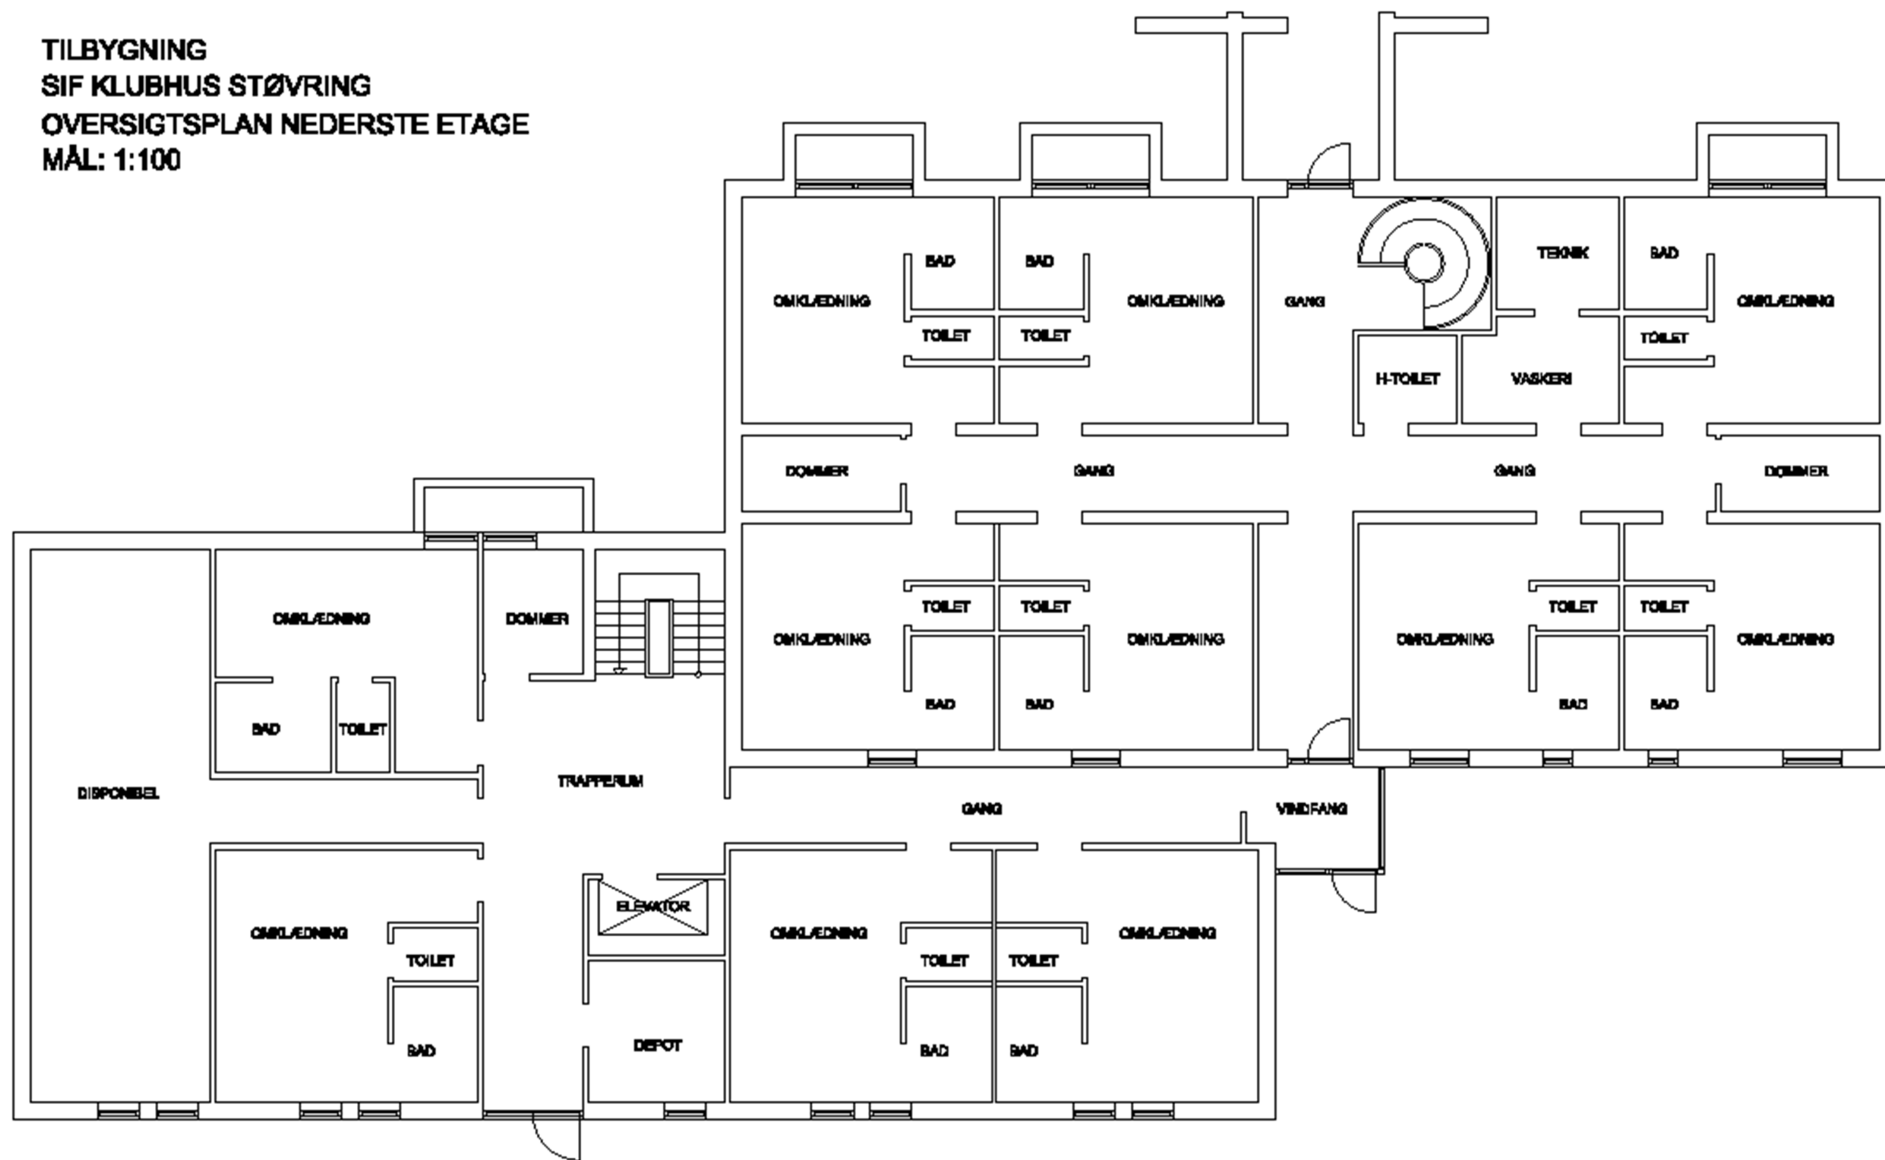 TILBYGNING
SIF KLUBHUS STØVRING
OVERSIGTSPLAN NEDERSTE ETAGE
MÅL: 1:100
BAD
BAD
TEKNIK
BAD
OMKLÆDNING
OMKLÆDNING
GANG
OMKLÆDNING
TOILET
TOILET
TOILET
H-TOILET
VASKERI
DOMMER
GANG
GANG
DOMMER
OMKLÆDNING
DOMMER
TOILET
TOILET
TOILET
TOILET
OMKLÆDNING
OMKLÆDNING
OMKLÆDNING
OMKLÆDNING
BAD
TOILET
BAD
BAD
BAD
BAD
DISPONIBEL
TRAPPERUM
GANG
VINDFANG
ELEVATOR
OMKLÆDNING
OMKLÆDNING
OMKLÆDNING
TOILET
TOILET
TOILET
BAD
DEPOT
BAD
BAD